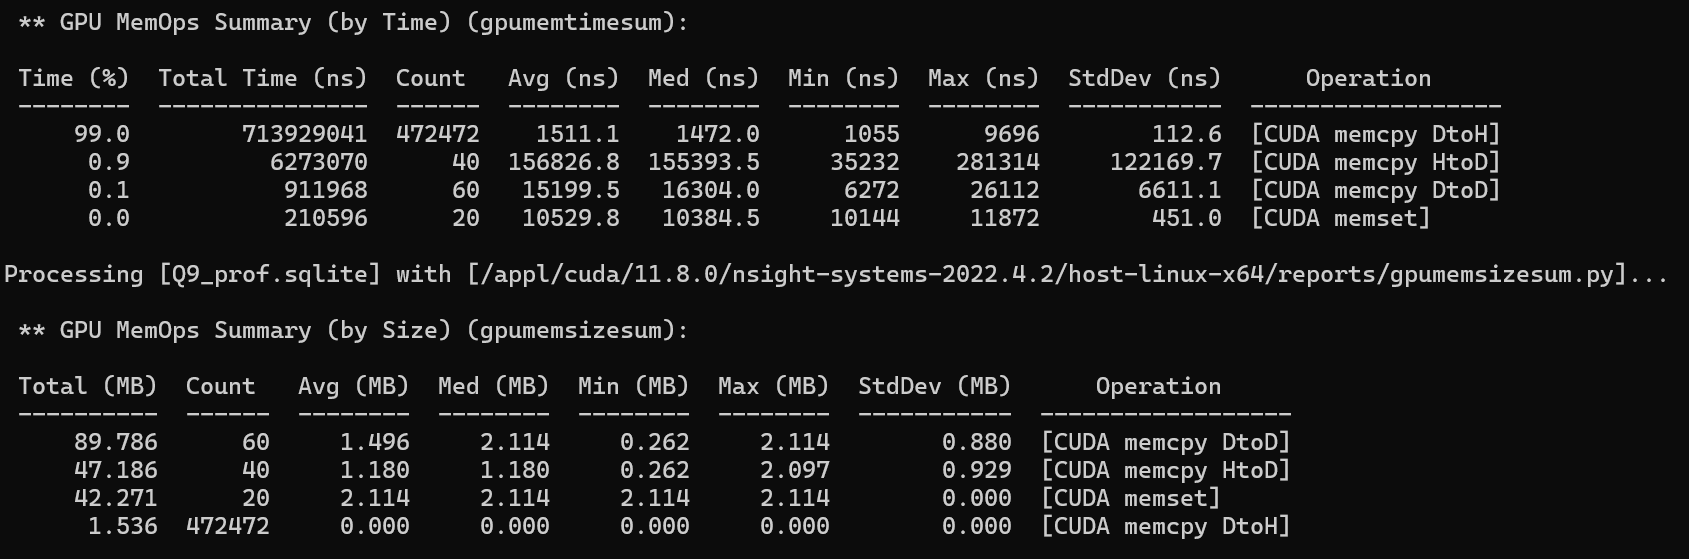 ** GPU MemOps Summary (by Time) (gpumemtimesum):
Time (%)  Total Time (ns)  Count   Avg (ns)  Med (ns)  Min (ns)  Max (ns)  StdDev (ns)      Operation
--------  ---------------  ------  --------  --------  --------  --------  -----------  ------------------
99.0        713929041  472472    1511.1    1472.0      1055      9696        112.6  [CUDA memcpy DtoH]
0.9          6273070      40  156826.8  155393.5     35232    281314     122169.7  [CUDA memcpy HtoD]
0.1           911968      60   15199.5   16304.0      6272     26112       6611.1  [CUDA memcpy DtoD]
0.0           210596      20   10529.8   10384.5     10144     11872        451.0  [CUDA memset]
Processing [Q9_prof.sqlite] with [/appl/cuda/11.8.0/nsight-systems-2022.4.2/host-linux-x64/reports/gpumemsizesum.py]...
** GPU MemOps Summary (by Size) (gpumemsizesum):
Total (MB)  Count   Avg (MB)  Med (MB)  Min (MB)  Max (MB)  StdDev (MB)      Operation
----------  ------  --------  --------  --------  --------  -----------  ------------------
89.786      60     1.496     2.114     0.262     2.114        0.880  [CUDA memcpy DtoD]
47.186      40     1.180     1.180     0.262     2.097        0.929  [CUDA memcpy HtoD]
42.271      20     2.114     2.114     2.114     2.114        0.000  [CUDA memset]
1.536  472472     0.000     0.000     0.000     0.000        0.000  [CUDA memcpy DtoH]